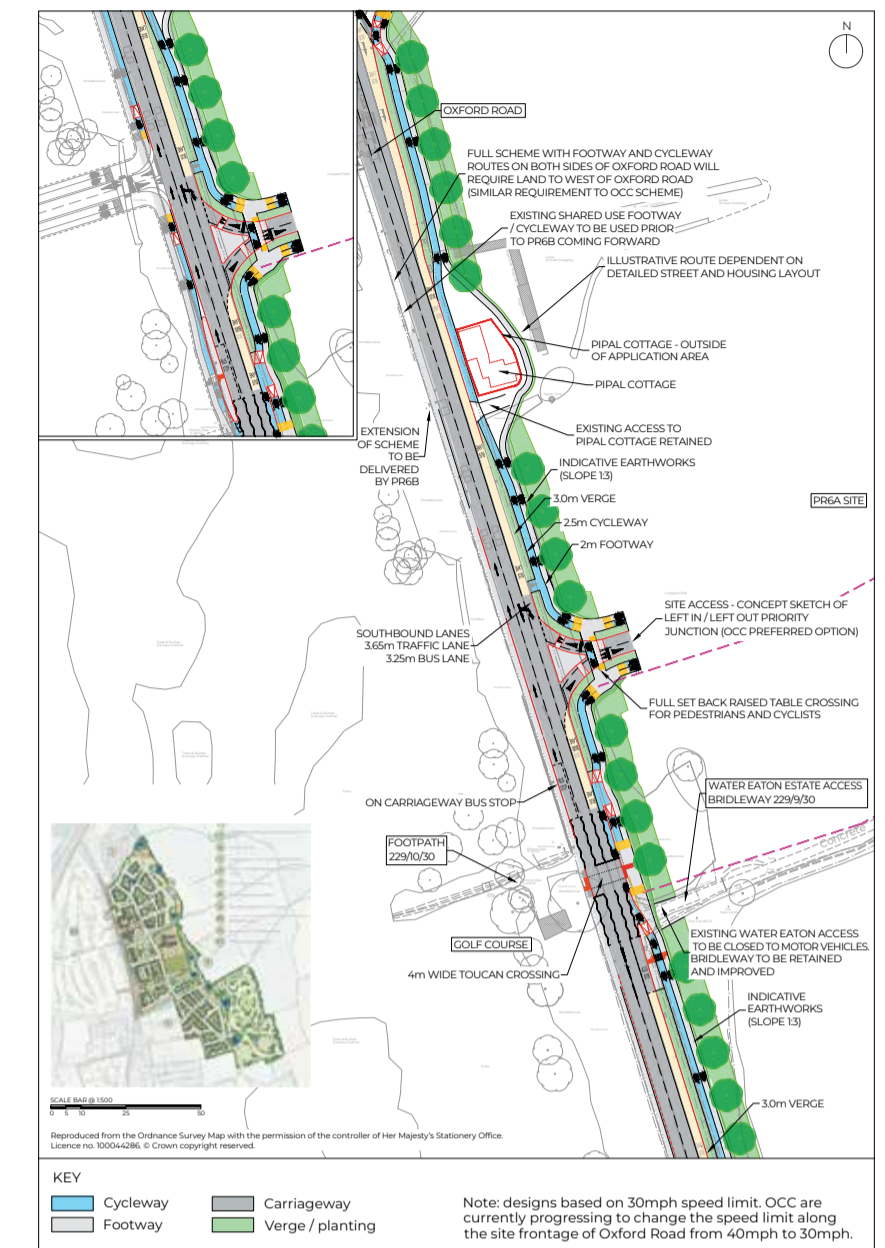 N
OXFORD ROAD
FULL SCHEME WITH FOOTWAY AND CYCLEWAY
ROUTES ON BOTH SIDES OF OXFORD ROAD WILL
REQUIRE LAND TO WEST OF OXFORD ROAD
(SIMILAR REQUIREMENT TO OCC SCHEME)
EXISTING SHARED USE FOOTWAY
/ CYCLEWAY TO BE USED PRIOR
TO PR6B COMING FORWARD
ILLUSTRATIVE ROUTE DEPENDENT ON
DETAILED STREET AND HOUSING LAYOUT
PIPAL COTTAGE - OUTSIDE
OF APPLICATION AREA
PIPAL COTTAGE
EXISTING ACCESS TO
PIPAL COTTAGE RETAINED
EXTENSION
OF SCHEME
TO BE
DELIVERED
BY PR6B
INDICATIVE EARTHWORKS
(SLOPE 1:3)
3.0m VERGE
PR6A SITE
2.5m CYCLEWAY
2m FOOTWAY
SITE ACCESS - CONCEPT SKETCH OF
LEFT IN / LEFT OUT PRIORITY
JUNCTION (OCC PREFERRED OPTION)
SOUTHBOUND LANES
3.65m TRAFFIC LANE
3.25m BUS LANE
FULL SET BACK RAISED TABLE CROSSING
FOR PEDESTRIANS AND CYCLISTS
WATER EATON ESTATE ACCESS
BRIDLEWAY 229/9/30
ON CARRIAGEWAY BUS STOP
FOOTPATH
229/10/30
Concrete
GOLF COURSE
4m WIDE TOUCAN CROSSING
EXISTING WATER EATON ACCESS
TO BE CLOSED TO MOTOR VEHICLES.
BRIDLEWAY TO BE RETAINED
AND IMPROVED
INDICATIVE
EARTHWORKS
(SLOPE 1:3)
3.0m VERGE
SCALE BAR @ 1:500
0 5 10 25 50
Reproduced from the Ordnance Survey Map with the permission of the controller of Her Majesty's Stationery Office.
Licence no. 100044286. © Crown copyright reserved.
KEY
Cycleway
Footway
Carriageway
Verge / planting
Note: designs based on 30mph speed limit. OCC are
currently progressing to change the speed limit along
the site frontage of Oxford Road from 40mph to 30mph.